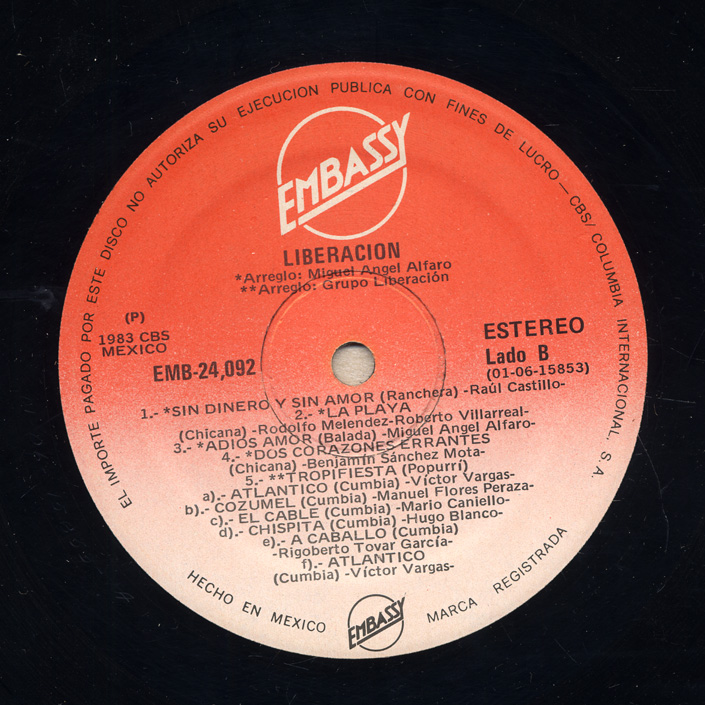 EL IMPORTE PAGADO POR ESTE DISCO NO AUTORIZA SU EJECUCION PUBLICA CON FINES DE LUCRO — CBS/COLUMBIA INTERNACIONAL, S.A.
EMBASSY
LIBERACION
*Arreglo: Miguel Angel Alfaro
**Arreglo: Grupo Liberación
(P)
1983 CBS
MEXICO
EMB-24,092
ESTEREO
Lado B
(01-06-15853)
1.- *SIN DINERO Y SIN AMOR (Ranchera) -Raúl Castillo-
2.- *LA PLAYA
(Chicana) -Rodolfo Melendez-Roberto Villarreal-
3.- *ADIOS AMOR (Balada) -Miguel Angel Alfaro-
4.- *DOS CORAZONES ERRANTES
(Chicana) -Benjamín Sánchez Mota-
5.- **TROPIFIESTA (Popurrí)
a).- ATLANTICO (Cumbia) -Víctor Vargas-
b).- COZUMEL (Cumbia) -Manuel Flores Peraza-
c).- EL CABLE (Cumbia) -Mario Caniello-
d).- CHISPITA (Cumbia) -Hugo Blanco-
e).- A CABALLO (Cumbia)
-Rigoberto Tovar García-
f).- ATLANTICO
(Cumbia) -Víctor Vargas-
HECHO EN MEXICO
EMBASSY
MARCA REGISTRADA